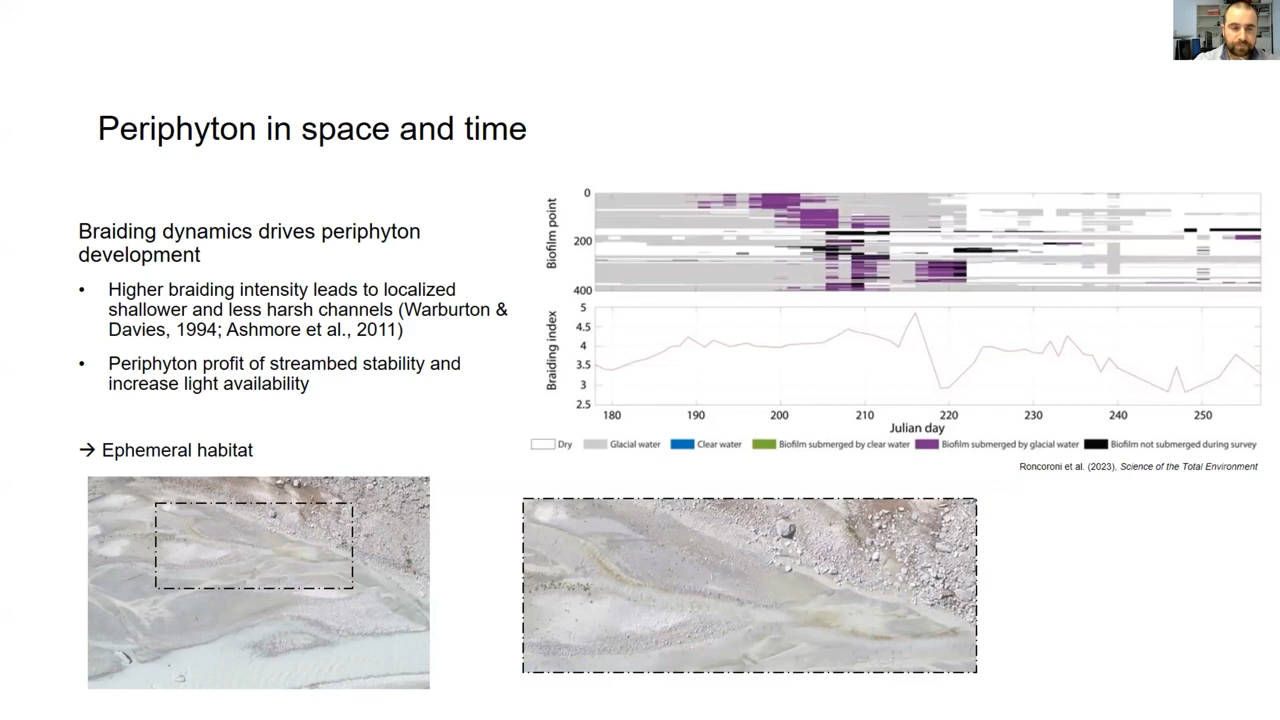 Periphyton in space and time
Braiding dynamics drives periphyton
development
• Higher braiding intensity leads to localized
shallower and less harsh channels (Warburton &
Davies, 1994; Ashmore et al., 2011)
• Periphyton profit of streambed stability and
increase light availability
→ Ephemeral habitat
Biofilm point
0
200
400
Braiding index
5
4.5
4
3.5
3
2.5
180 190 200 210 220 230 240 250
Julian day
Dry Glacial water Clear water Biofilm submerged by clear water Biofilm submerged by glacial water Biofilm not submerged during survey
Roncoroni et al. (2023), Science of the Total Environment